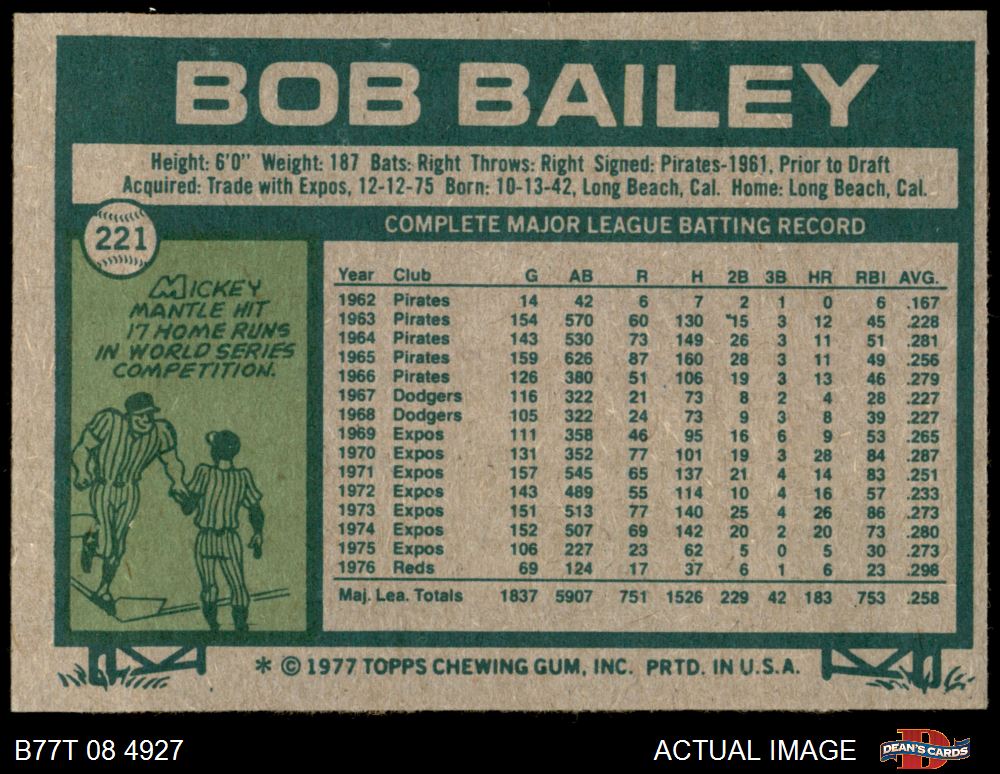 BOB BAILEY
Height: 6'0" Weight: 187 Bats: Right Throws: Right Signed: Pirates-1961, Prior to Draft
Acquired: Trade with Expos, 12-12-75 Born: 10-13-42, Long Beach, Cal. Home: Long Beach, Cal.
221
MICKEY
MANTLE HIT
17 HOME RUNS
IN WORLD SERIES
COMPETITION.
COMPLETE MAJOR LEAGUE BATTING RECORD
Year Club G AB R H 2B 3B HR RBI AVG.
1962 Pirates 14 42 6 7 2 1 0 6 .167
1963 Pirates 154 570 60 130 15 3 12 45 .228
1964 Pirates 143 530 73 149 26 3 11 51 .281
1965 Pirates 159 626 87 160 28 3 11 49 .256
1966 Pirates 126 380 51 106 19 3 13 46 .279
1967 Dodgers 116 322 21 73 8 2 4 28 .227
1968 Dodgers 105 322 24 73 9 3 8 39 .227
1969 Expos 111 358 46 95 16 6 9 53 .265
1970 Expos 131 352 77 101 19 3 28 84 .287
1971 Expos 157 545 65 137 21 4 14 83 .251
1972 Expos 143 489 55 114 10 4 16 57 .233
1973 Expos 151 513 77 140 25 4 26 86 .273
1974 Expos 152 507 69 142 20 2 20 73 .280
1975 Expos 106 227 23 62 5 0 5 30 .273
1976 Reds 69 124 17 37 6 1 6 23 .298
Maj. Lea. Totals 1837 5907 751 1526 229 42 183 753 .258
* © 1977 TOPPS CHEWING GUM, INC. PRTD. IN U.S.A.
B77T 08 4927
ACTUAL IMAGE
DEAN'S CARDS